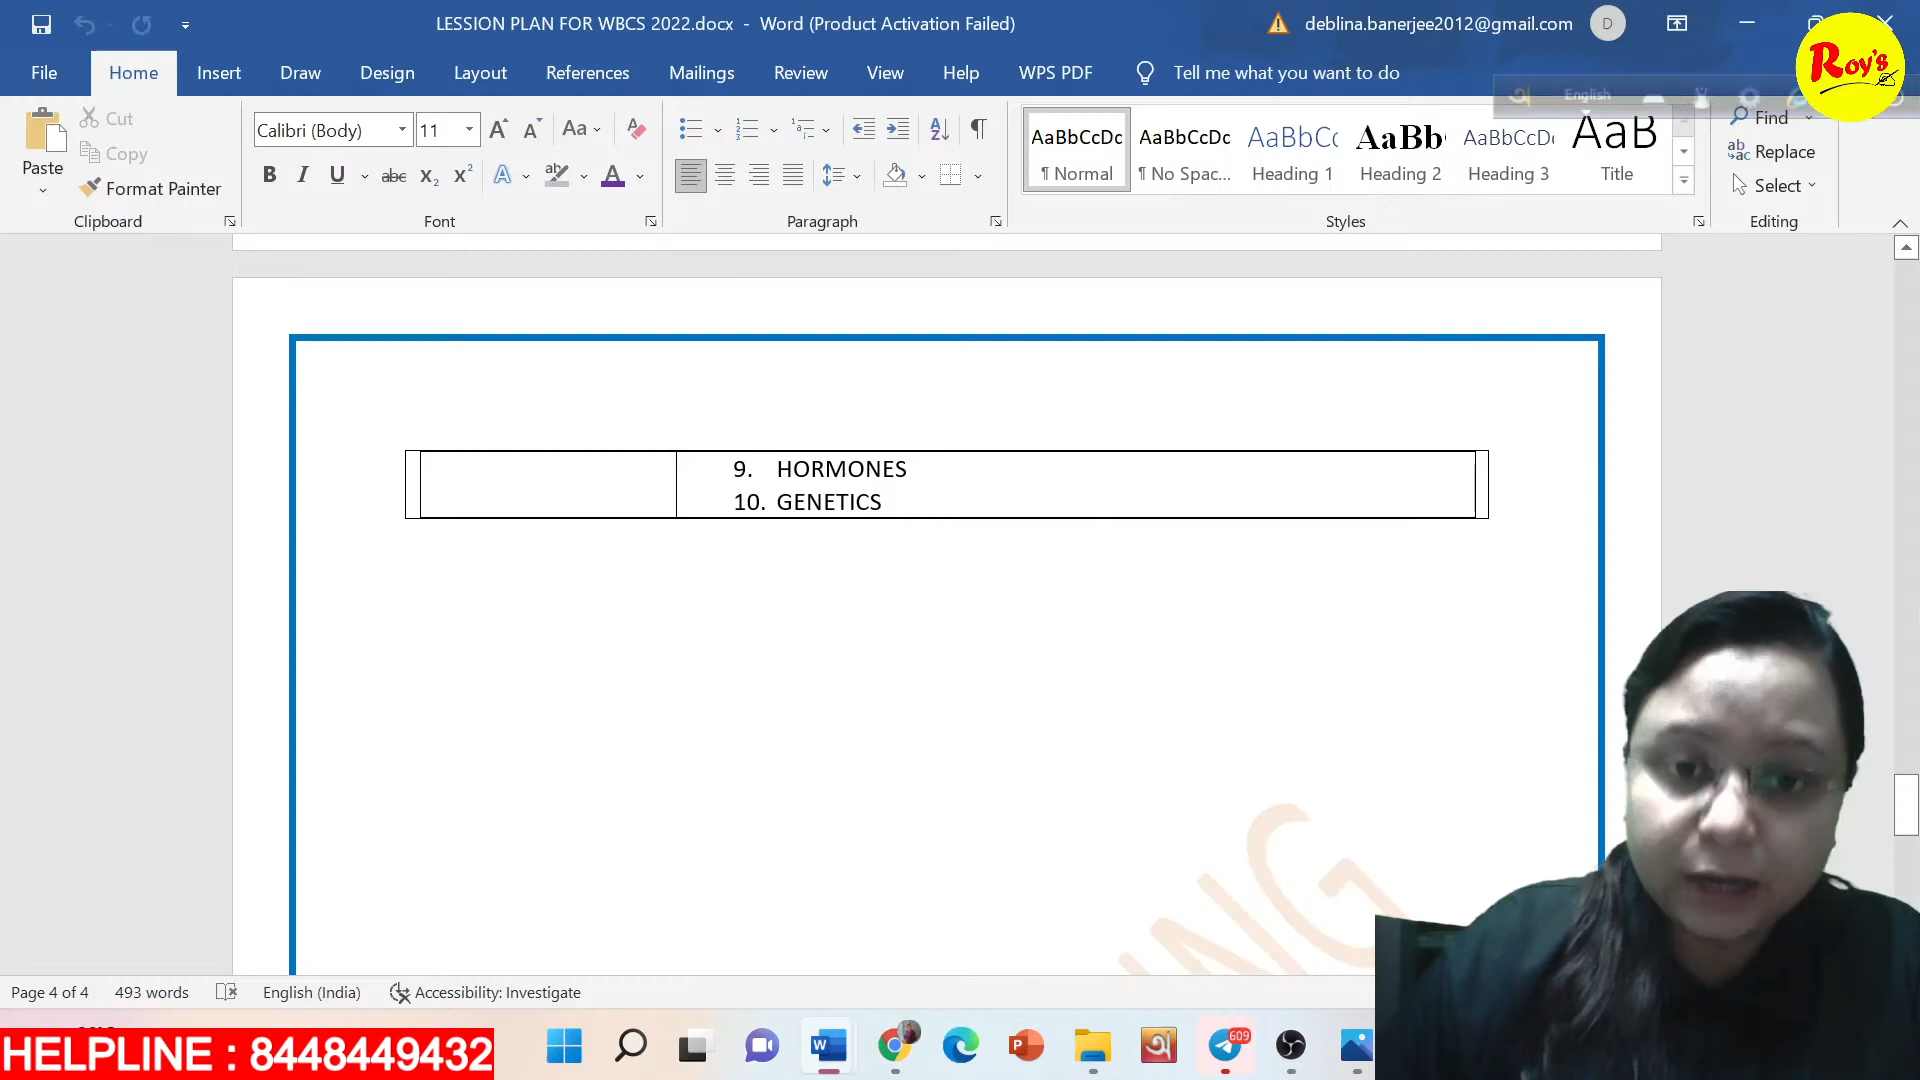 LESSION PLAN FOR WBCS 2022.docx - Word (Product Activation Failed)
deblina.banerjee2012@gmail.com
D
Roy's
File Home Insert Draw Design Layout References Mailings Review View Help WPS PDF Tell me what you want to do
English
Paste
Cut
Copy
Format Painter
Clipboard
Calibri (Body) 11
Font
Paragraph
AaBbCcDc AaBbCcDc AaBbCc AaBb AaBbCcDc AaB
¶ Normal ¶ No Spac... Heading 1 Heading 2 Heading 3 Title
Styles
Find
Replace
Select
Editing
9. HORMONES
10. GENETICS
NG
Page 4 of 4 493 words English (India) Accessibility: Investigate
HELPLINE : 8448449432
609